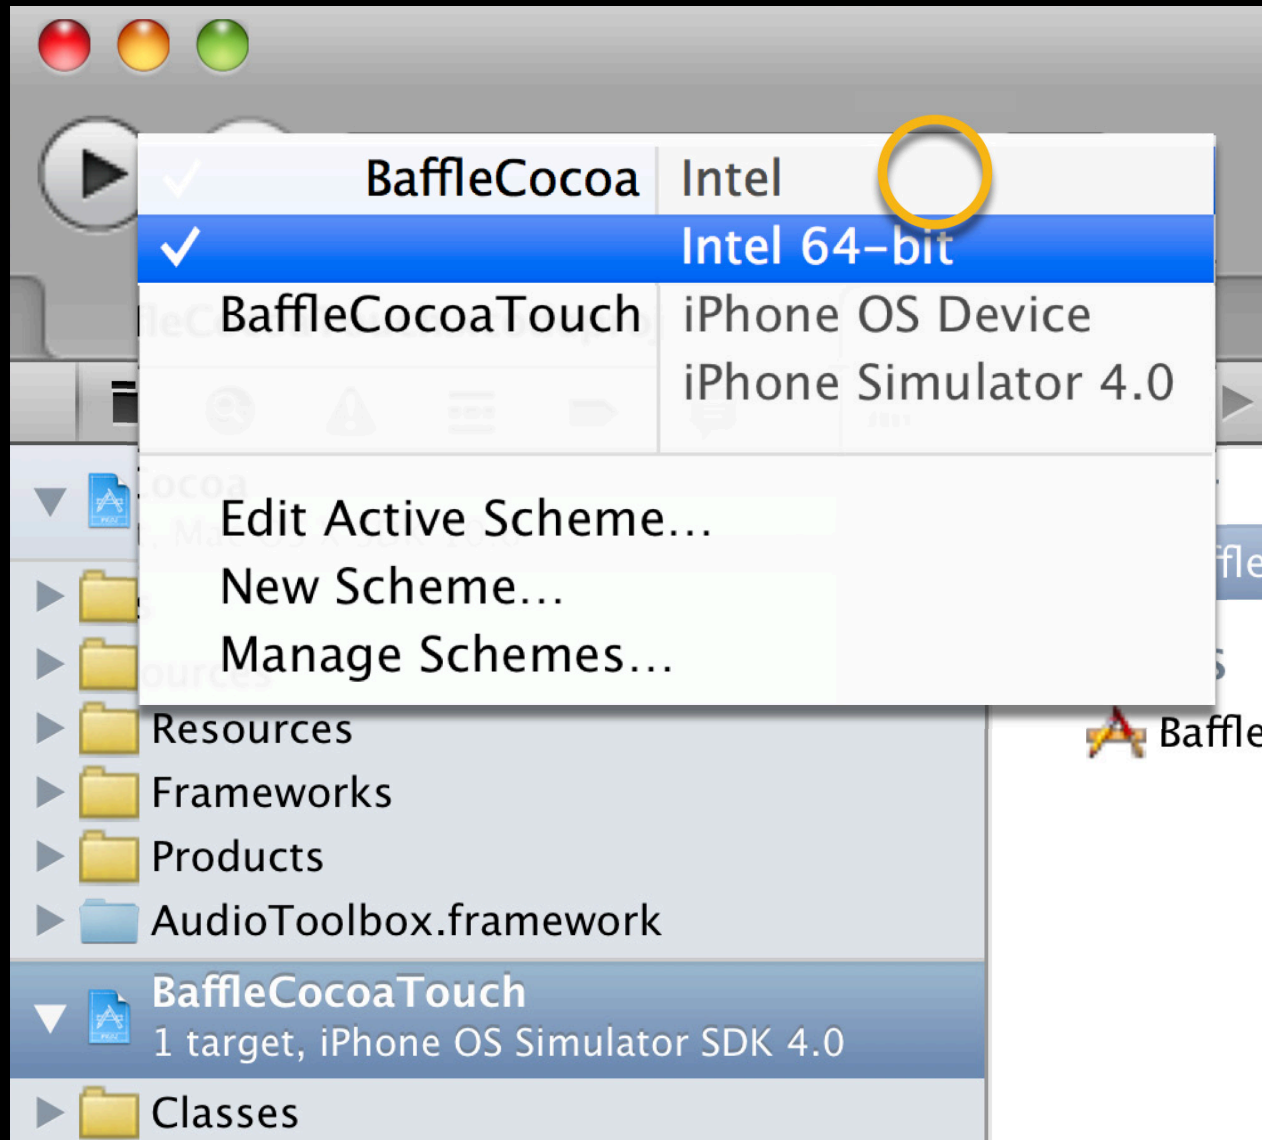 BaffleCocoa Intel
Intel 64-bit
BaffleCocoaTouch iPhone OS Device
iPhone Simulator 4.0
Edit Active Scheme...
New Scheme...
Manage Schemes...
Resources
Frameworks
Baffle
Products
AudioToolbox.framework
BaffleCocoaTouch
1 target, iPhone OS Simulator SDK 4.0
Classes